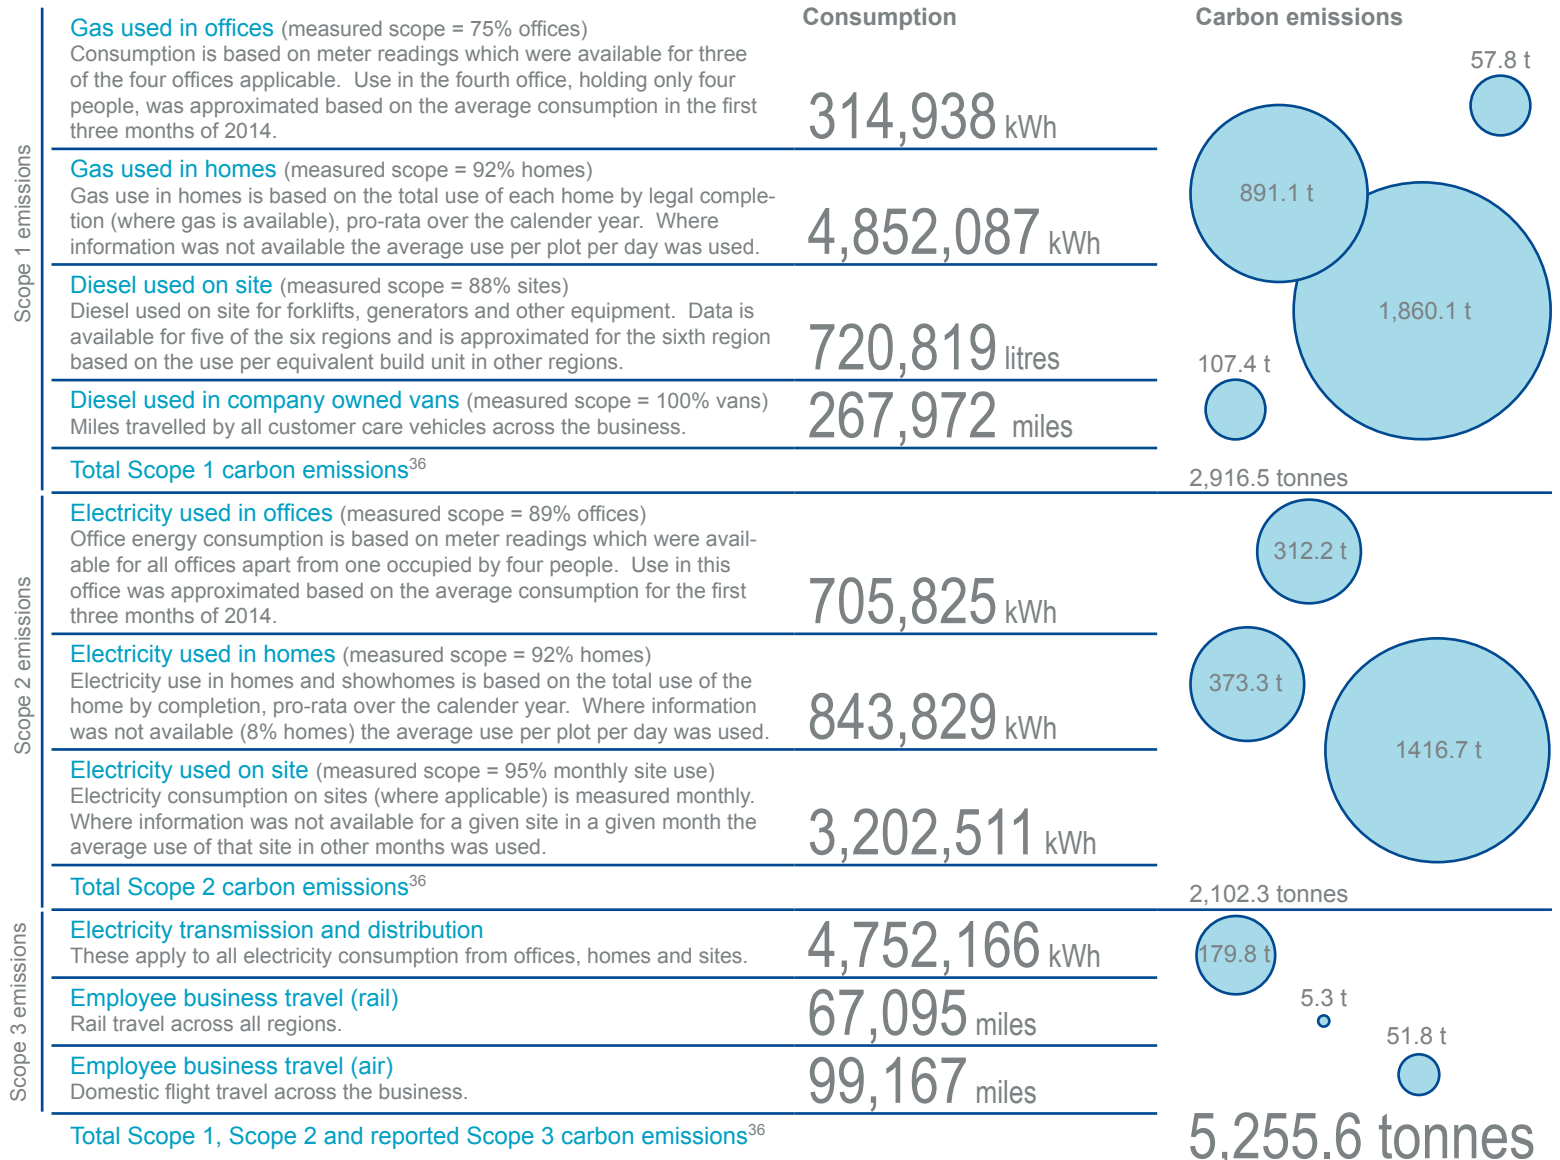 Consumption
Carbon emissions
Scope 1 emissions
Gas used in offices (measured scope = 75% offices)
Consumption is based on meter readings which were available for three
of the four offices applicable.  Use in the fourth office, holding only four
people, was approximated based on the average consumption in the first
three months of 2014.
314,938 kWh
57.8 t
Gas used in homes (measured scope = 92% homes)
Gas use in homes is based on the total use of each home by legal comple-
tion (where gas is available), pro-rata over the calender year.  Where
information was not available the average use per plot per day was used.
4,852,087 kWh
891.1 t
Diesel used on site (measured scope = 88% sites)
Diesel used on site for forklifts, generators and other equipment.  Data is
available for five of the six regions and is approximated for the sixth region
based on the use per equivalent build unit in other regions.
720,819 litres
1,860.1 t
Diesel used in company owned vans (measured scope = 100% vans)
Miles travelled by all customer care vehicles across the business.
267,972 miles
107.4 t
Total Scope 1 carbon emissions36
2,916.5 tonnes
Scope 2 emissions
Electricity used in offices (measured scope = 89% offices)
Office energy consumption is based on meter readings which were avail-
able for all offices apart from one occupied by four people.  Use in this
office was approximated based on the average consumption for the first
three months of 2014.
705,825 kWh
312.2 t
Electricity used in homes (measured scope = 92% homes)
Electricity use in homes and showhomes is based on the total use of the
home by completion, pro-rata over the calender year.  Where information
was not available (8% homes) the average use per plot per day was used.
843,829 kWh
373.3 t
Electricity used on site (measured scope = 95% monthly site use)
Electricity consumption on sites (where applicable) is measured monthly.
Where information was not available for a given site in a given month the
average use of that site in other months was used.
3,202,511 kWh
1416.7 t
Total Scope 2 carbon emissions36
2,102.3 tonnes
Scope 3 emissions
Electricity transmission and distribution
These apply to all electricity consumption from offices, homes and sites.
4,752,166 kWh
179.8 t
Employee business travel (rail)
Rail travel across all regions.
67,095 miles
5.3 t
Employee business travel (air)
Domestic flight travel across the business.
99,167 miles
51.8 t
Total Scope 1, Scope 2 and reported Scope 3 carbon emissions36
5,255.6 tonnes